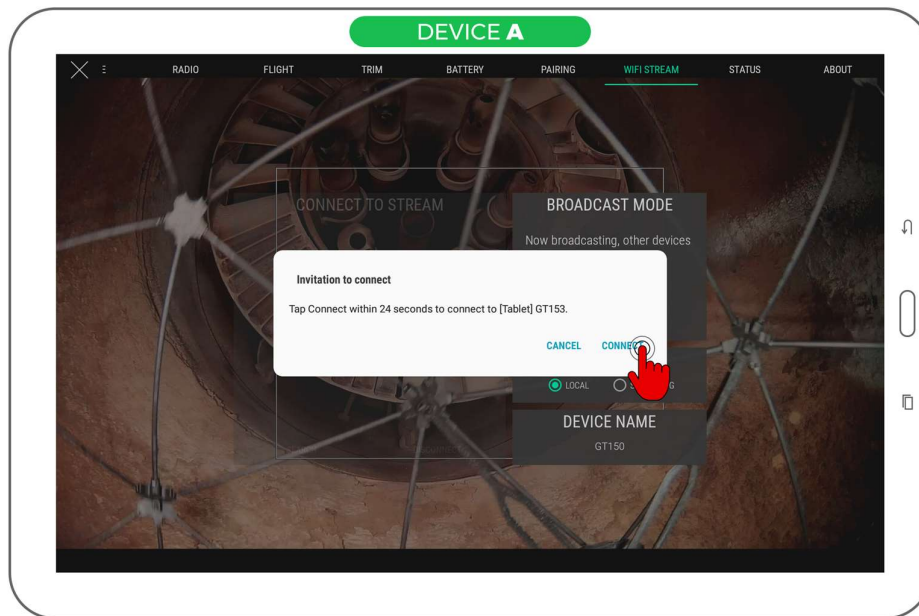 DEVICE A
RADIO FLIGHT TRIM BATTERY PAIRING WIFI STREAM STATUS ABOUT
CONNECT TO STREAM
BROADCAST MODE
Now broadcasting, other devices
Invitation to connect
Tap Connect within 24 seconds to connect to [Tablet] GT153.
CANCEL CONNECT
LOCAL
DEVICE NAME
GT150